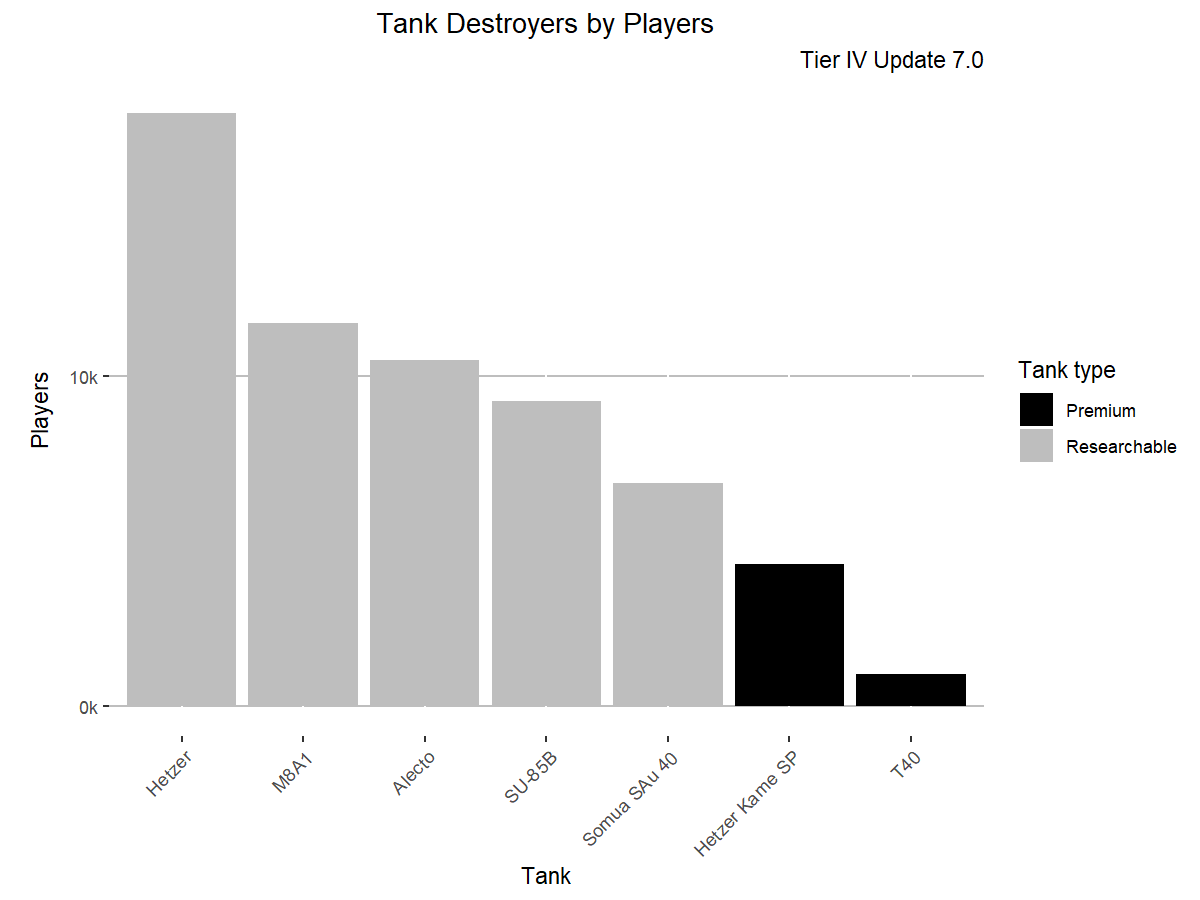 Tank Destroyers by Players
Tier IV Update 7.0
Players
10k
0k
Hetzer
M8A1
Alecto
SU-85B
Somua SAu 40
Hetzer Kame SP
T40
Tank
Tank type
Premium
Researchable